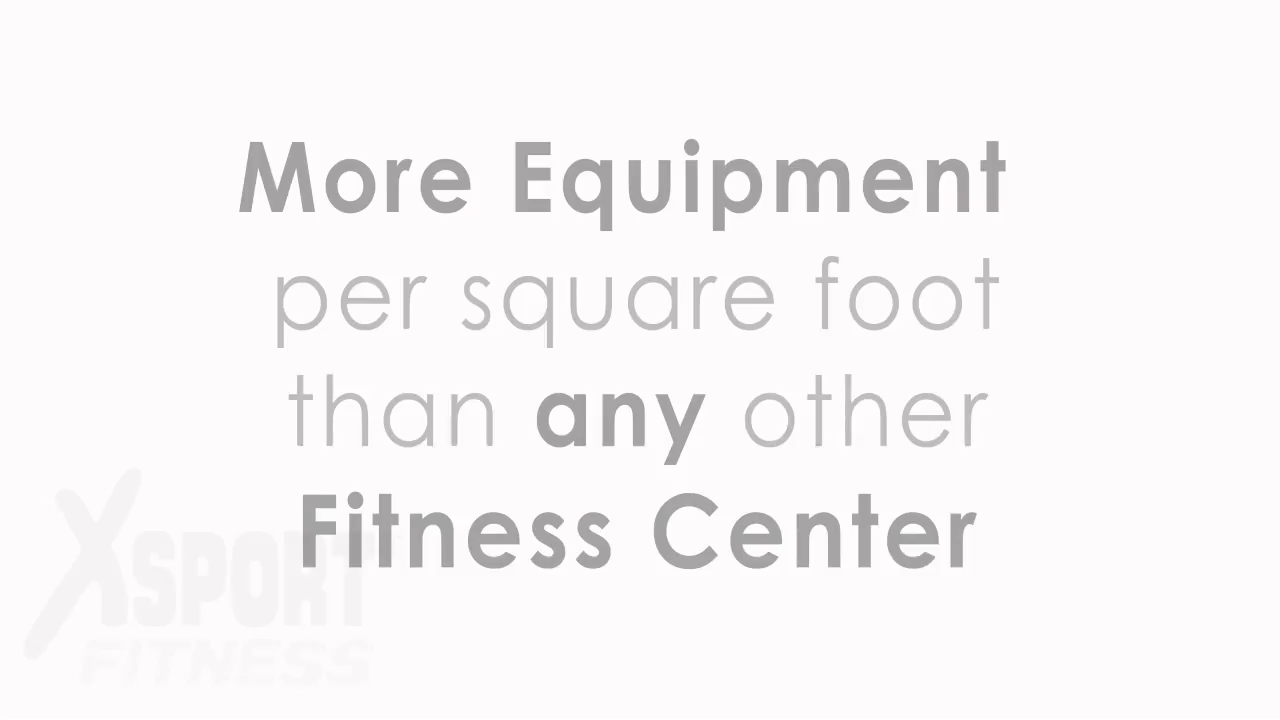 More Equipment
per square foot
than any other
Fitness Center
XSPORT
FITNESS